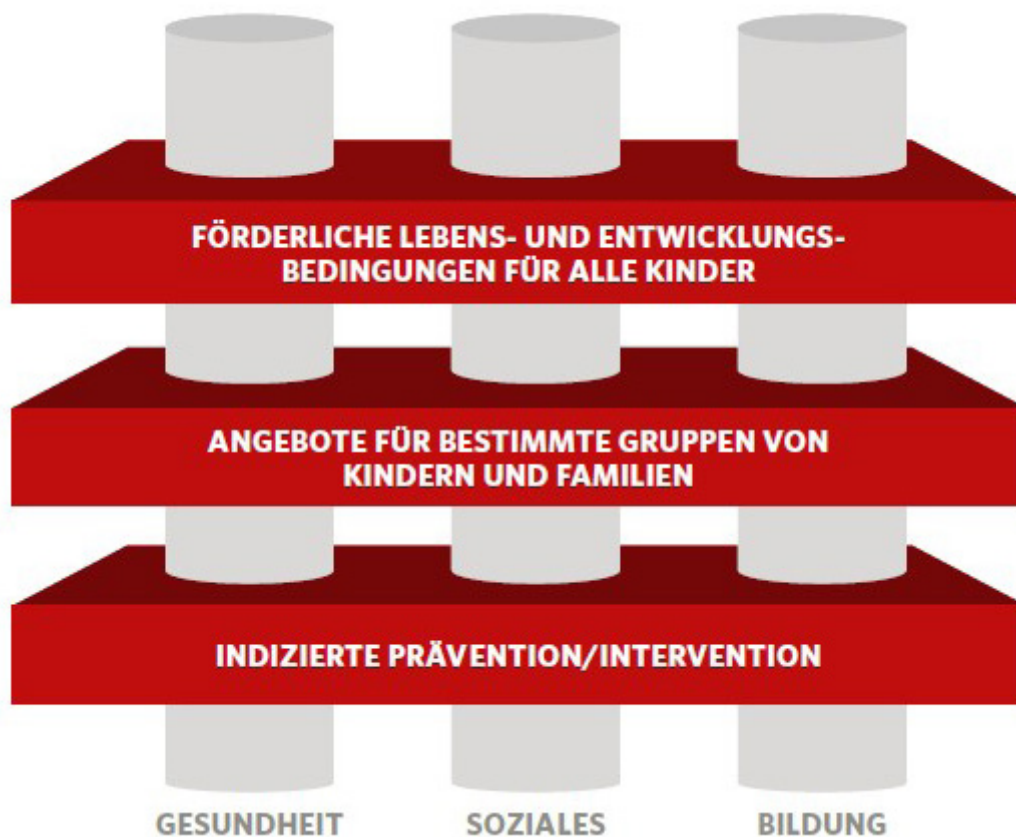 FÖRDERLICHE LEBENS- UND ENTWICKLUNGS-
BEDINGUNGEN FÜR ALLE KINDER
ANGEBOTE FÜR BESTIMMTE GRUPPEN VON
KINDERN UND FAMILIEN
INDIZIERTE PRÄVENTION/INTERVENTION
GESUNDHEIT SOZIALES BILDUNG